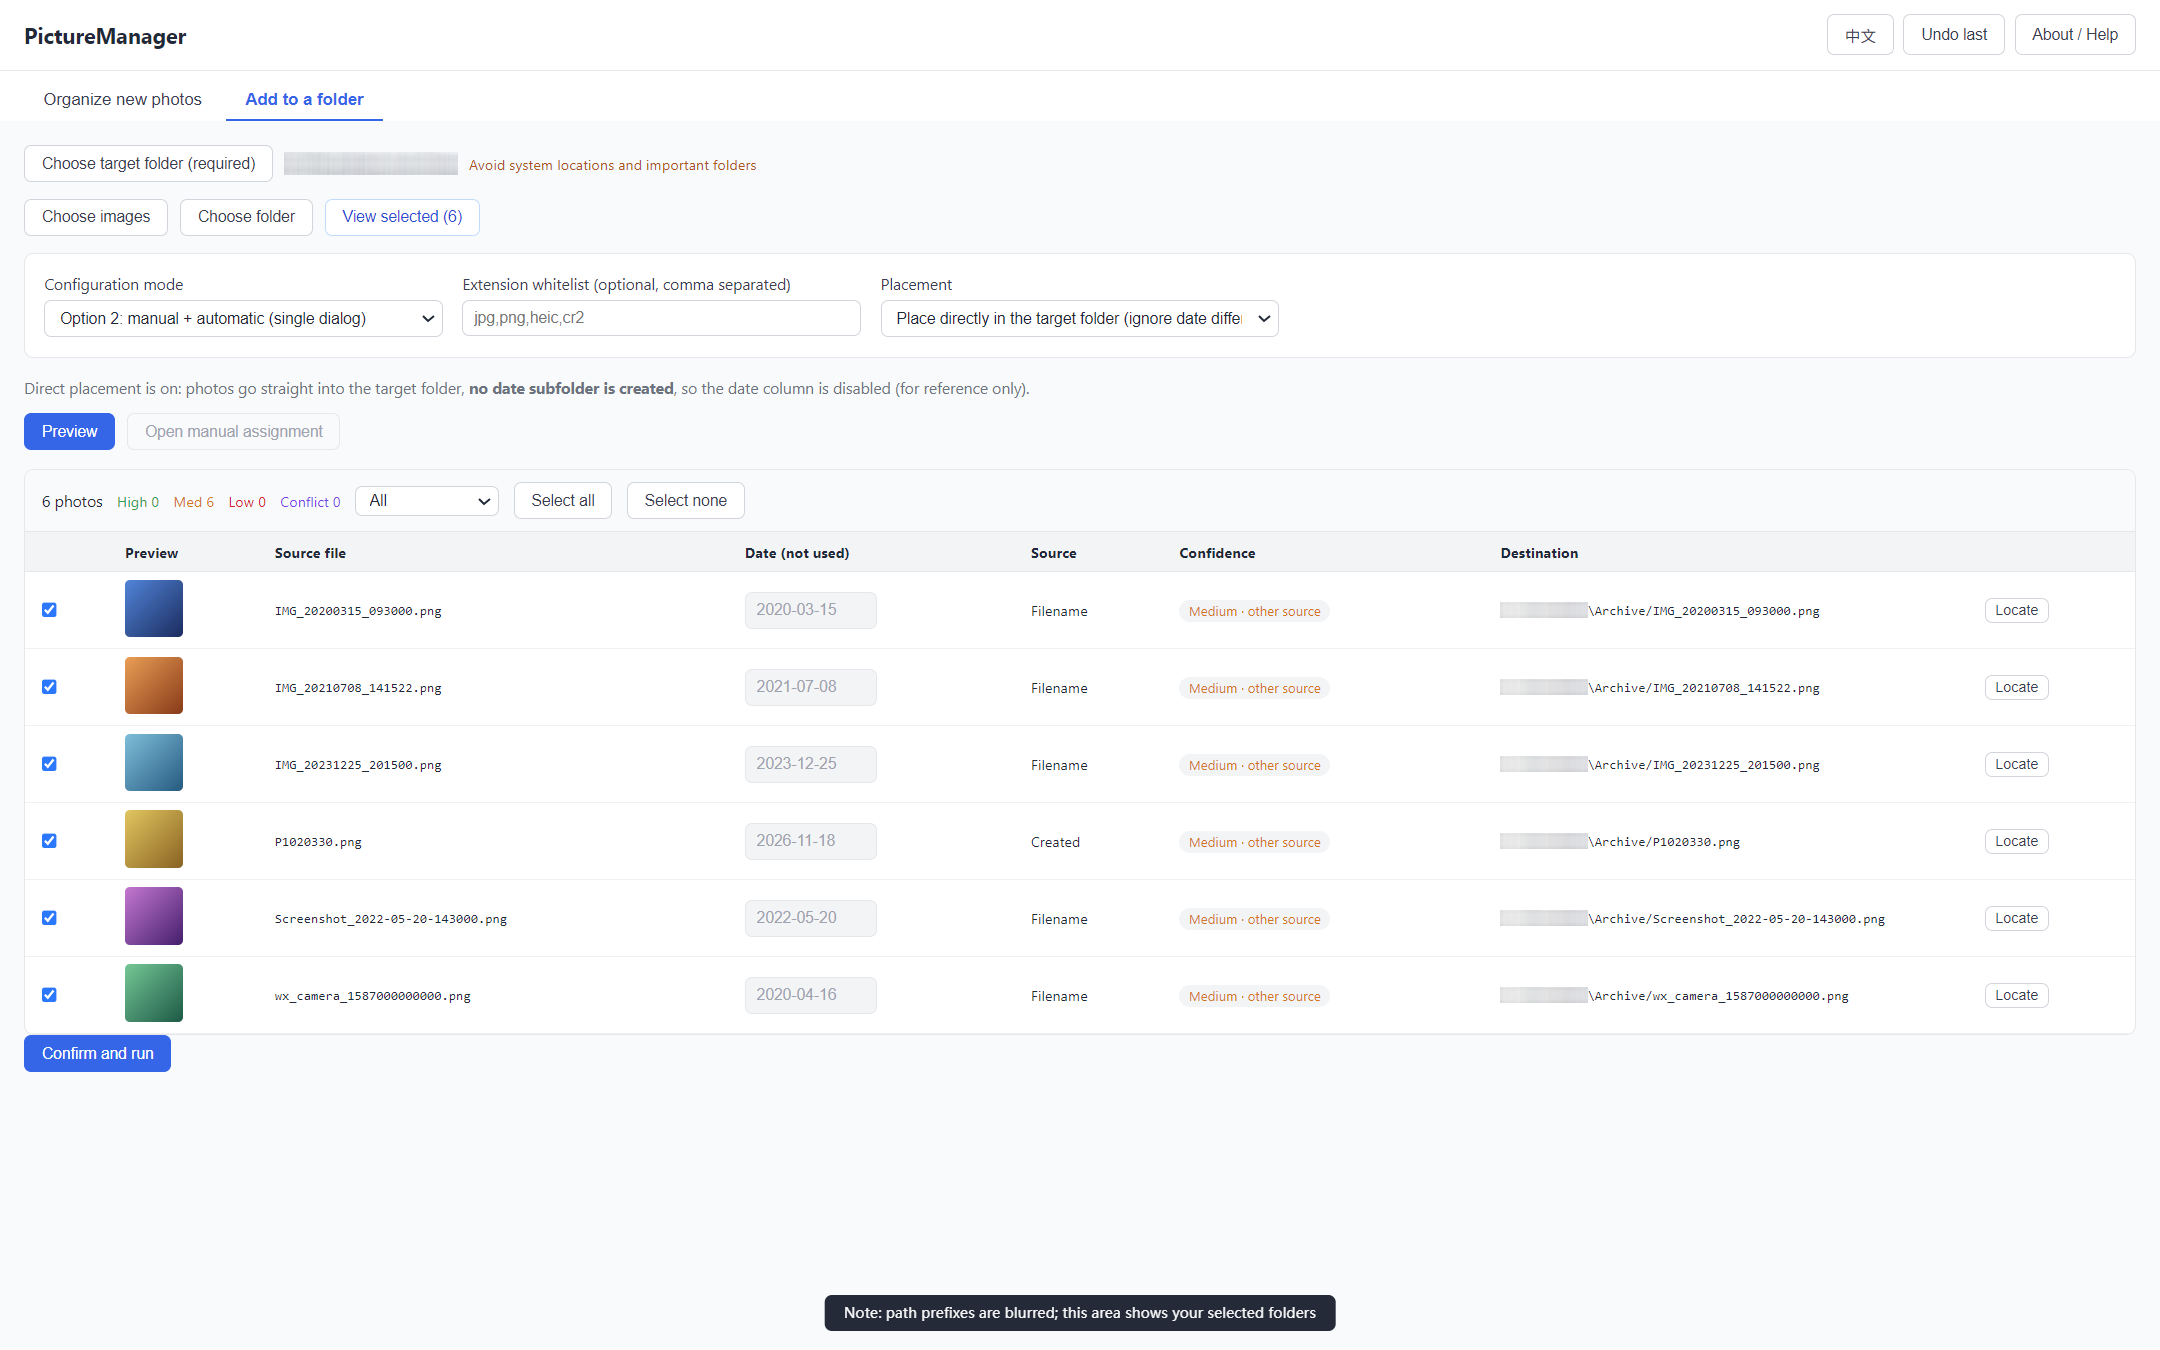 PictureManager
中文
Undo last
About / Help
Organize new photos
Add to a folder
Choose target folder (required)
Avoid system locations and important folders
Choose images
Choose folder
View selected (6)
Configuration mode
Extension whitelist (optional, comma separated)
Placement
Option 2: manual + automatic (single dialog)
jpg,png,heic,cr2
Place directly in the target folder (ignore date diffe
Direct placement is on: photos go straight into the target folder, no date subfolder is created, so the date column is disabled (for reference only).
Preview
Open manual assignment
6 photos
High 0
Med 6
Low 0
Conflict 0
All
Select all
Select none
Preview
Source file
Date (not used)
Source
Confidence
Destination
IMG_20200315_093000.png
2020-03-15
Filename
Medium · other source
\Archive/IMG_20200315_093000.png
Locate
IMG_20210708_141522.png
2021-07-08
Filename
Medium · other source
\Archive/IMG_20210708_141522.png
Locate
IMG_20231225_201500.png
2023-12-25
Filename
Medium · other source
\Archive/IMG_20231225_201500.png
Locate
P1020330.png
2026-11-18
Created
Medium · other source
\Archive/P1020330.png
Locate
Screenshot_2022-05-20-143000.png
2022-05-20
Filename
Medium · other source
\Archive/Screenshot_2022-05-20-143000.png
Locate
wx_camera_1587000000000.png
2020-04-16
Filename
Medium · other source
\Archive/wx_camera_1587000000000.png
Locate
Confirm and run
Note: path prefixes are blurred; this area shows your selected folders